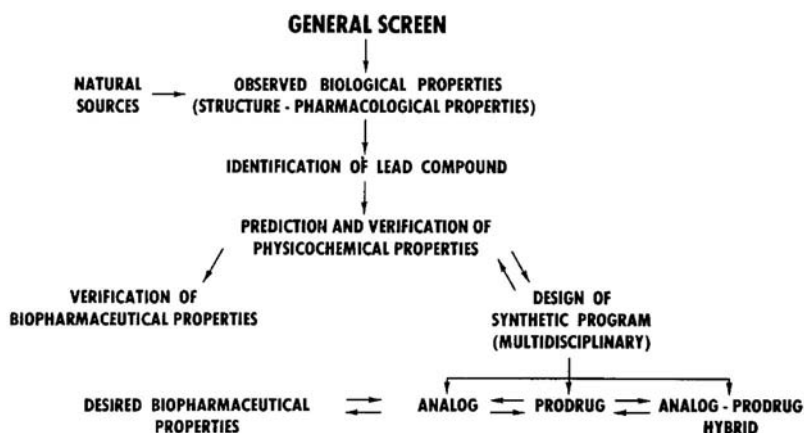 GENERAL SCREEN
NATURAL
SOURCES
OBSERVED BIOLOGICAL PROPERTIES
(STRUCTURE - PHARMACOLOGICAL PROPERTIES)
IDENTIFICATION OF LEAD COMPOUND
PREDICTION AND VERIFICATION OF
PHYSICOCHEMICAL PROPERTIES
VERIFICATION OF
BIOPHARMACEUTICAL PROPERTIES
DESIGN OF
SYNTHETIC PROGRAM
(MULTIDISCIPLINARY)
DESIRED BIOPHARMACEUTICAL
PROPERTIES
ANALOG
PRODRUG
ANALOG - PRODRUG
HYBRID